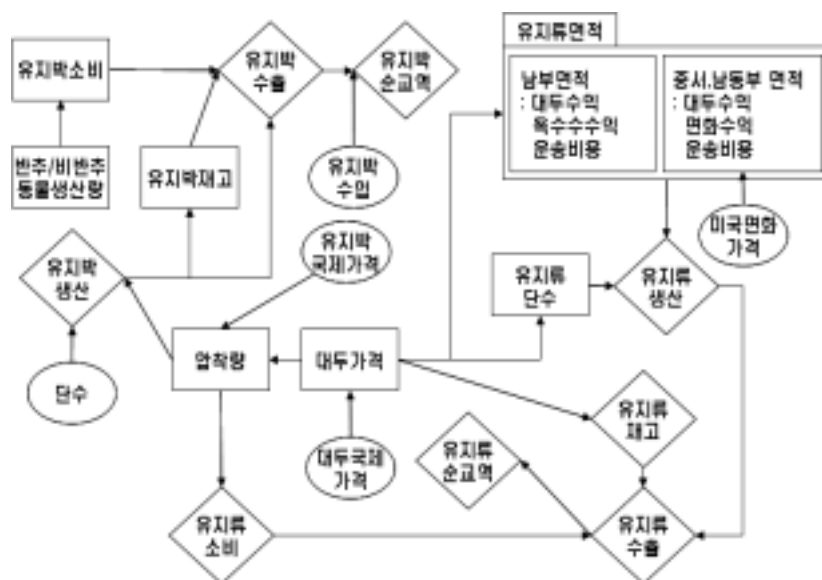 유지박소비
유지박
수출
유지박
순교역
유지류면적
남부면적
: 대두수익
옥수수수익
운송비용
중서,남동부 면적
: 대두수익
면화수익
운송비용
반추/비반추
동물생산량
유지박재고
유지박
수입
미국면화
가격
유지박
생산
유지박
국제가격
유지류
단수
유지류
생산
단수
압착량
대두가격
대두국제
가격
유지류
순교역
유지류
재고
유지류
소비
유지류
수출